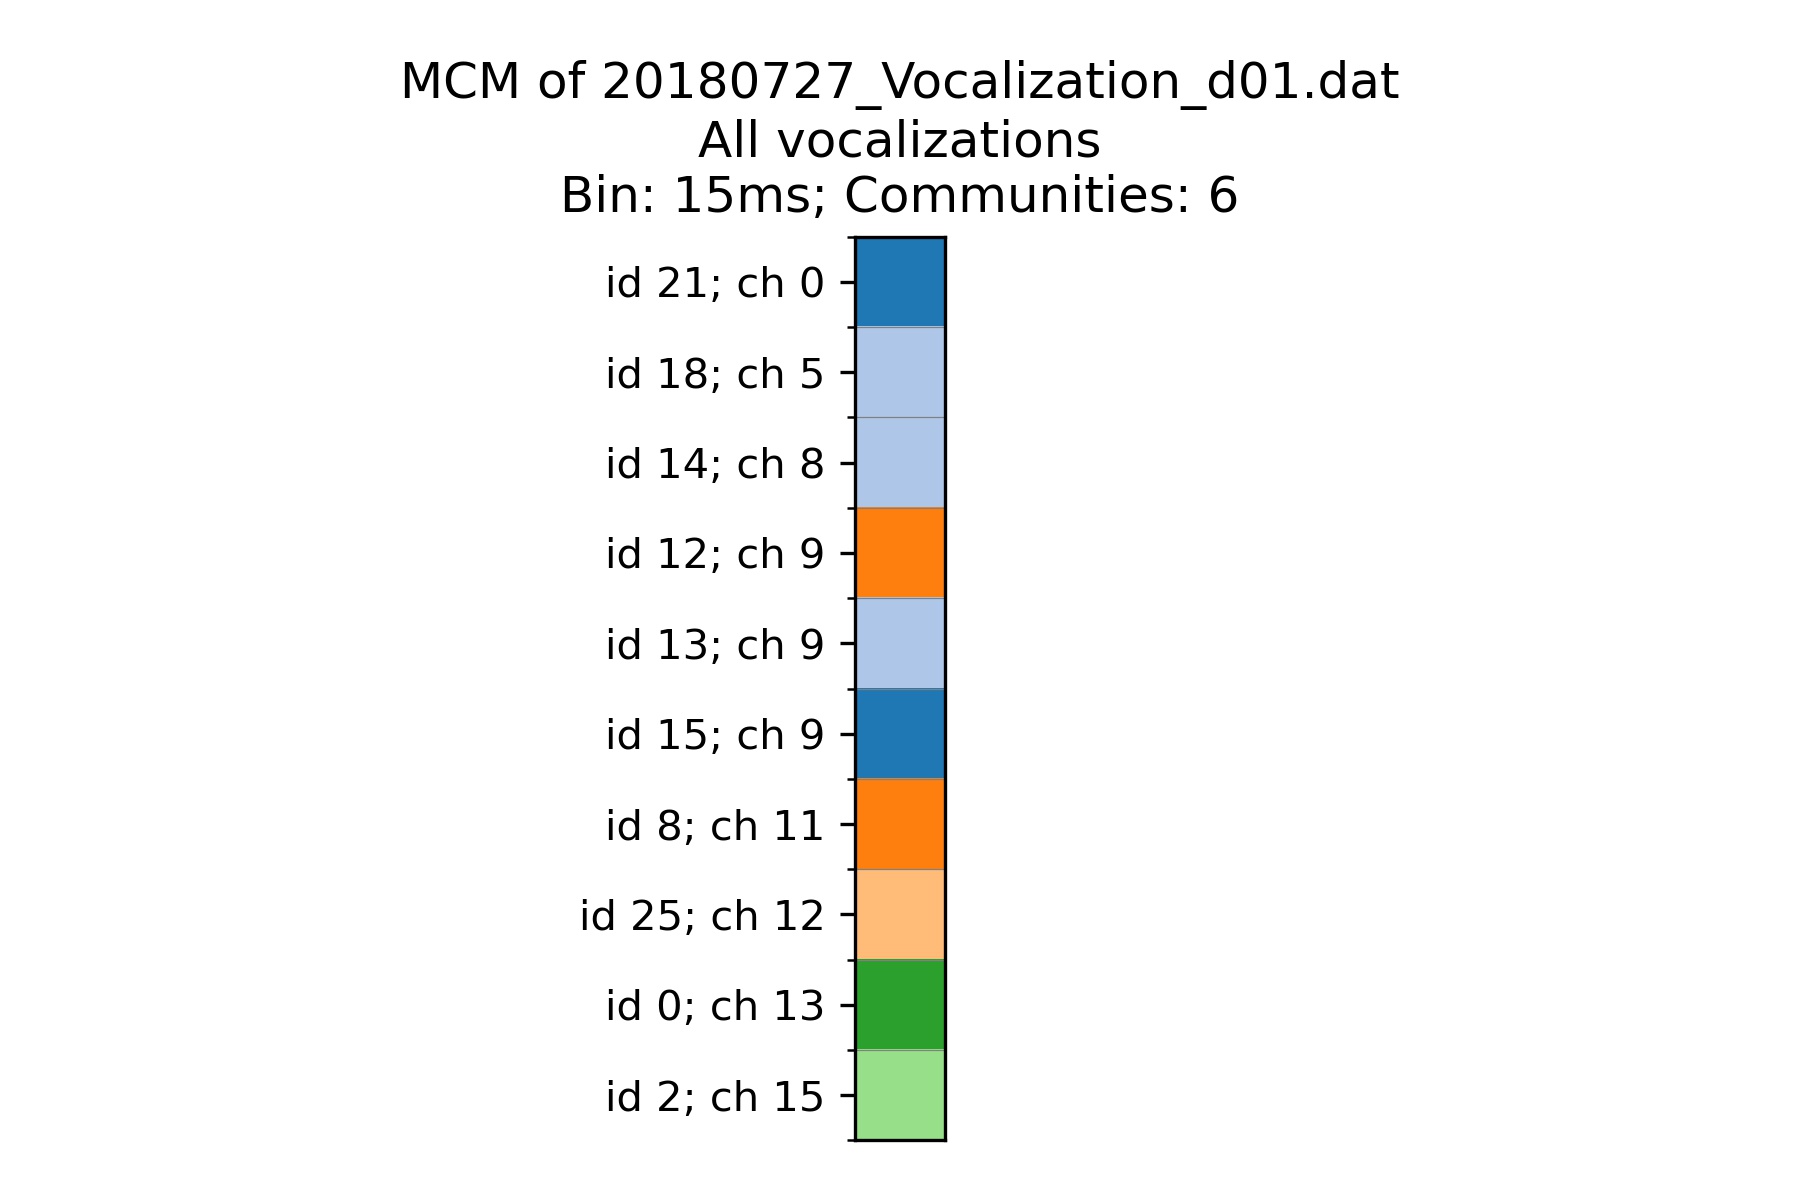 MCM of 20180727_Vocalization_d01.dat
All vocalizations
Bin: 15ms; Communities: 6
id 21; ch 0
id 18; ch 5
id 14; ch 8
id 12; ch 9
id 13; ch 9
id 15; ch 9
id 8; ch 11
id 25; ch 12
id 0; ch 13
id 2; ch 15